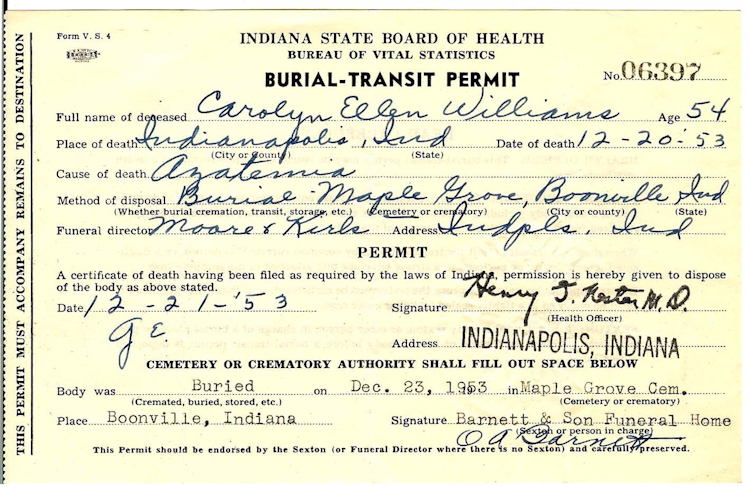 Form V. S. 4
INDIANA STATE BOARD OF HEALTH
BUREAU OF VITAL STATISTICS
BURIAL-TRANSIT PERMIT
No. 06397
Full name of deceased Carolyn Ellen Williams Age 54
Place of death Indianapolis, Ind Date of death 12-20-'53
(City or County) (State)
Cause of death Azatemia
Method of disposal Burial - Maple Grove, Boonville Ind
(Whether burial cremation, transit, storage, etc.) (Cemetery or crematory) (City or county) (State)
Funeral director Moore & Kirk Address Indpls, Ind
PERMIT
A certificate of death having been filed as required by the laws of Indiana, permission is hereby given to dispose
of the body as above stated.
Date 12-21-'53 Signature Henry M.D.
(Health Officer)
GE Address INDIANAPOLIS, INDIANA
CEMETERY OR CREMATORY AUTHORITY SHALL FILL OUT SPACE BELOW
Body was Buried on Dec. 23, 1953 in Maple Grove Cem.
(Cremated, buried, stored, etc.) (Cemetery or crematory)
Place Boonville, Indiana Signature Barnett & Son Funeral Home
(Sexton or person in charge)
O A Barnett
This Permit should be endorsed by the Sexton (or Funeral Director where there is no Sexton) and carefully preserved.
THIS PERMIT MUST ACCOMPANY REMAINS TO DESTINATION